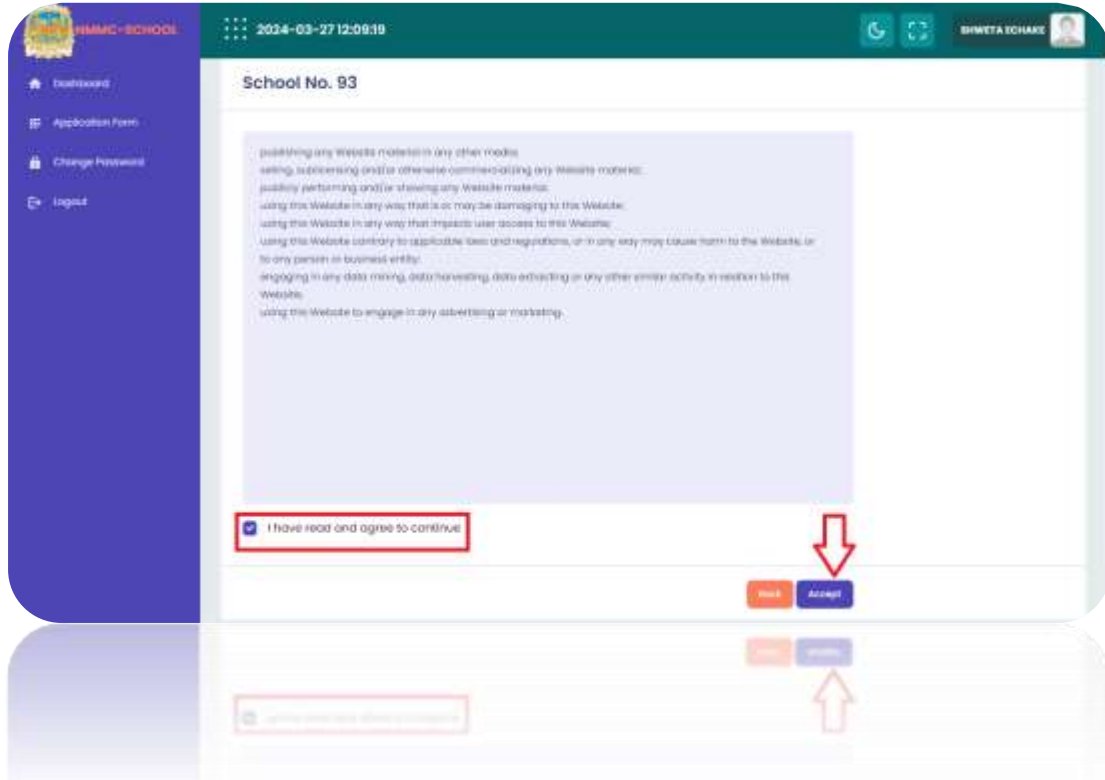 NMMC-SCHOOL
2024-03-27 12:09:19
SHWETA ECHAKE
Dashboard
Application Form
Change Password
Logout
School No. 93
publishing any Website material in any other media;
selling, sublicensing and/or otherwise commercializing any Website material;
publicly performing and/or showing any Website material;
using this Website in any way that is or may be damaging to this Website;
using this Website in any way that impacts user access to this Website;
using this Website contrary to applicable laws and regulations, or in any way may cause harm to the Website, or
to any person or business entity;
engaging in any data mining, data harvesting, data extracting or any other similar activity in relation to this
Website;
using this Website to engage in any advertising or marketing.
I have read and agree to continue
Back Accept